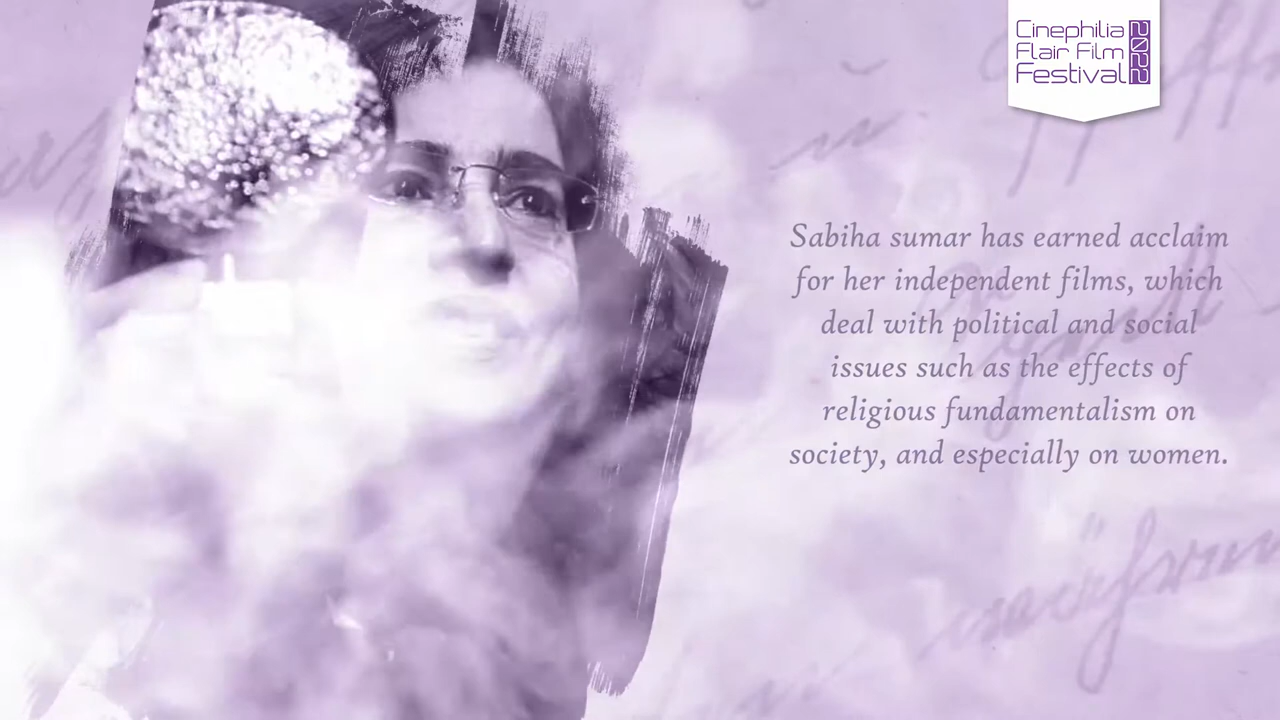 Cinephilia
Flair Film
Festival
2022
Sabiha sumar has earned acclaim
for her independent films, which
deal with political and social
issues such as the effects of
religious fundamentalism on
society, and especially on women.